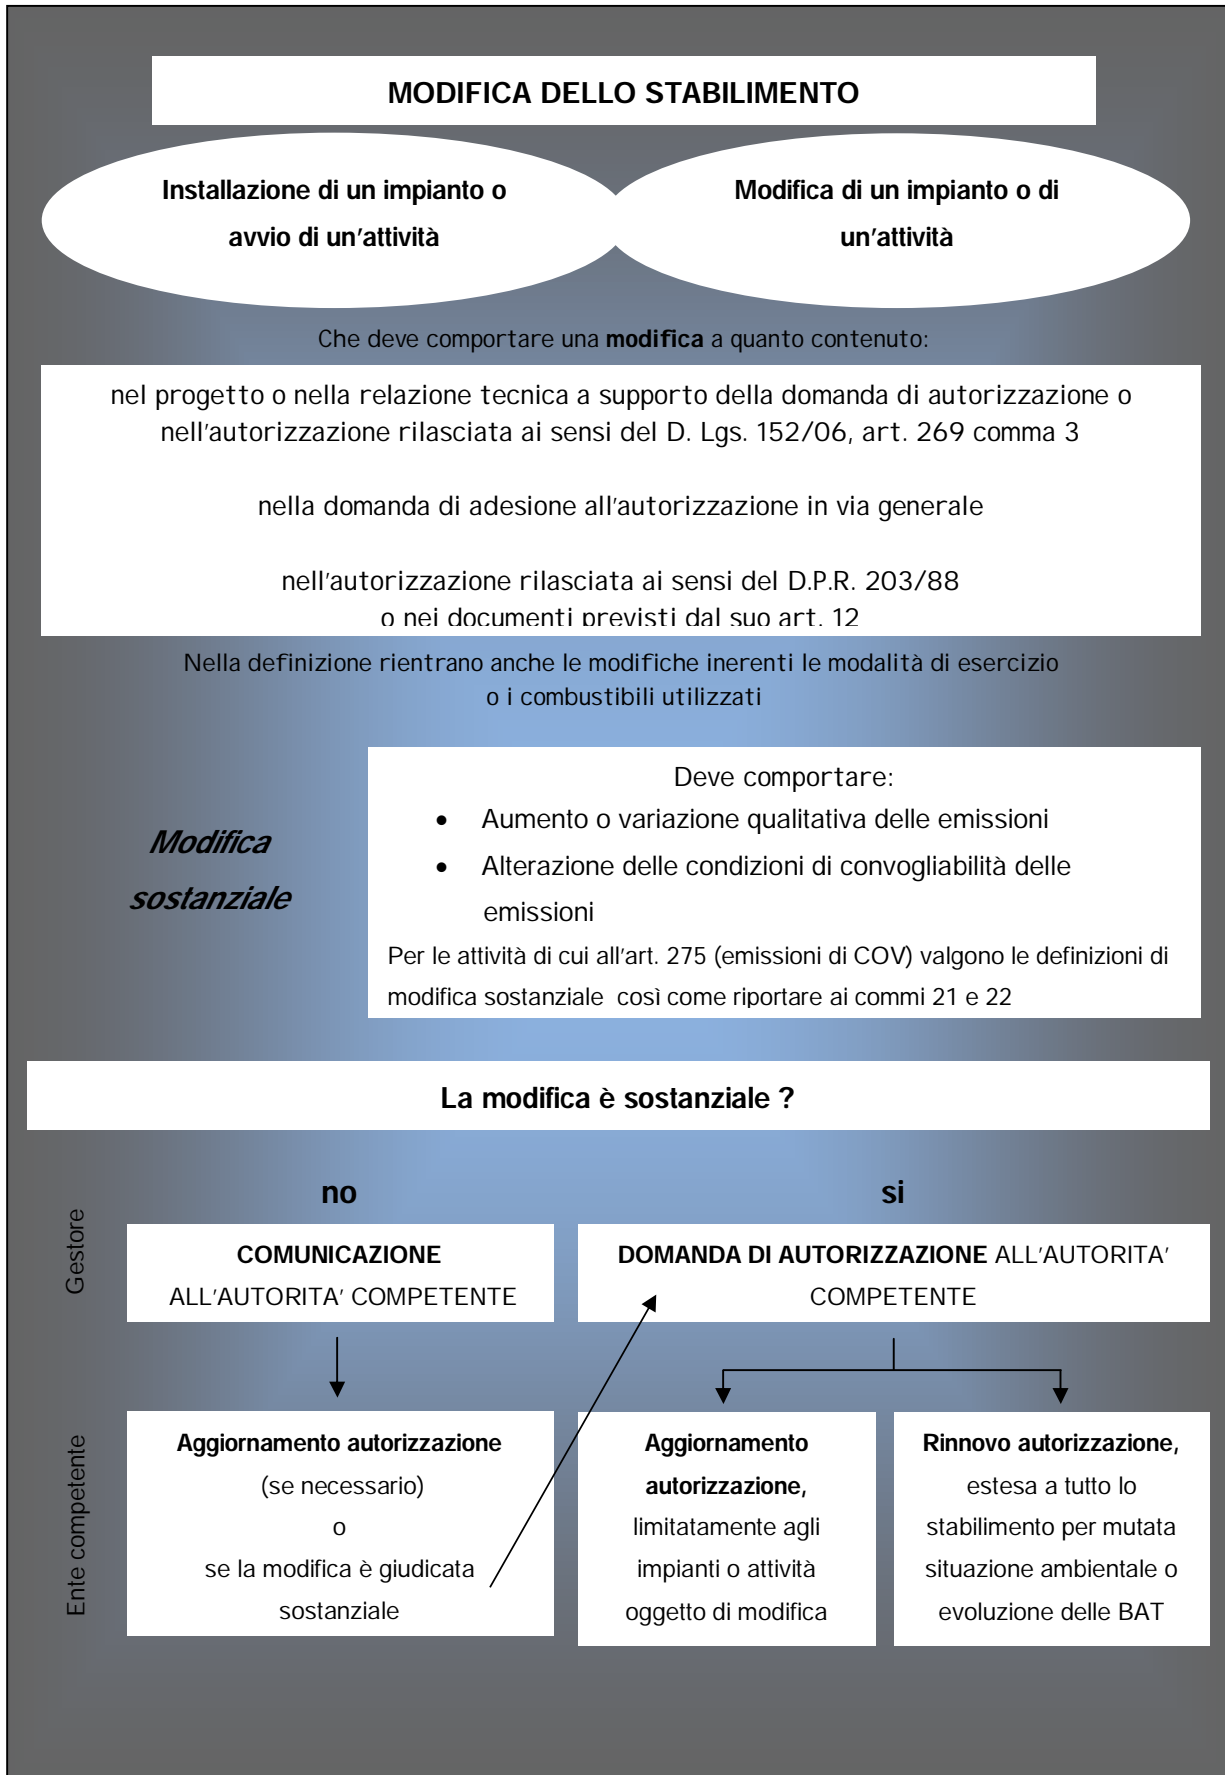 MODIFICA DELLO STABILIMENTO
Installazione di un impianto o
avvio di un'attività
Modifica di un impianto o di
un'attività
Che deve comportare una modifica a quanto contenuto:
nel progetto o nella relazione tecnica a supporto della domanda di autorizzazione o
nell'autorizzazione rilasciata ai sensi del D. Lgs. 152/06, art. 269 comma 3
nella domanda di adesione all'autorizzazione in via generale
nell'autorizzazione rilasciata ai sensi del D.P.R. 203/88
o nei documenti previsti dal suo art. 12
Nella definizione rientrano anche le modifiche inerenti le modalità di esercizio
o i combustibili utilizzati
Modifica
sostanziale
Deve comportare:
• Aumento o variazione qualitativa delle emissioni
• Alterazione delle condizioni di convogliabilità delle
emissioni
Per le attività di cui all'art. 275 (emissioni di COV) valgono le definizioni di
modifica sostanziale così come riportare ai commi 21 e 22
La modifica è sostanziale ?
no
si
Gestore
COMUNICAZIONE
ALL'AUTORITA' COMPETENTE
DOMANDA DI AUTORIZZAZIONE ALL'AUTORITA'
COMPETENTE
Ente competente
Aggiornamento autorizzazione
(se necessario)
o
se la modifica è giudicata
sostanziale
Aggiornamento
autorizzazione,
limitatamente agli
impianti o attività
oggetto di modifica
Rinnovo autorizzazione,
estesa a tutto lo
stabilimento per mutata
situazione ambientale o
evoluzione delle BAT